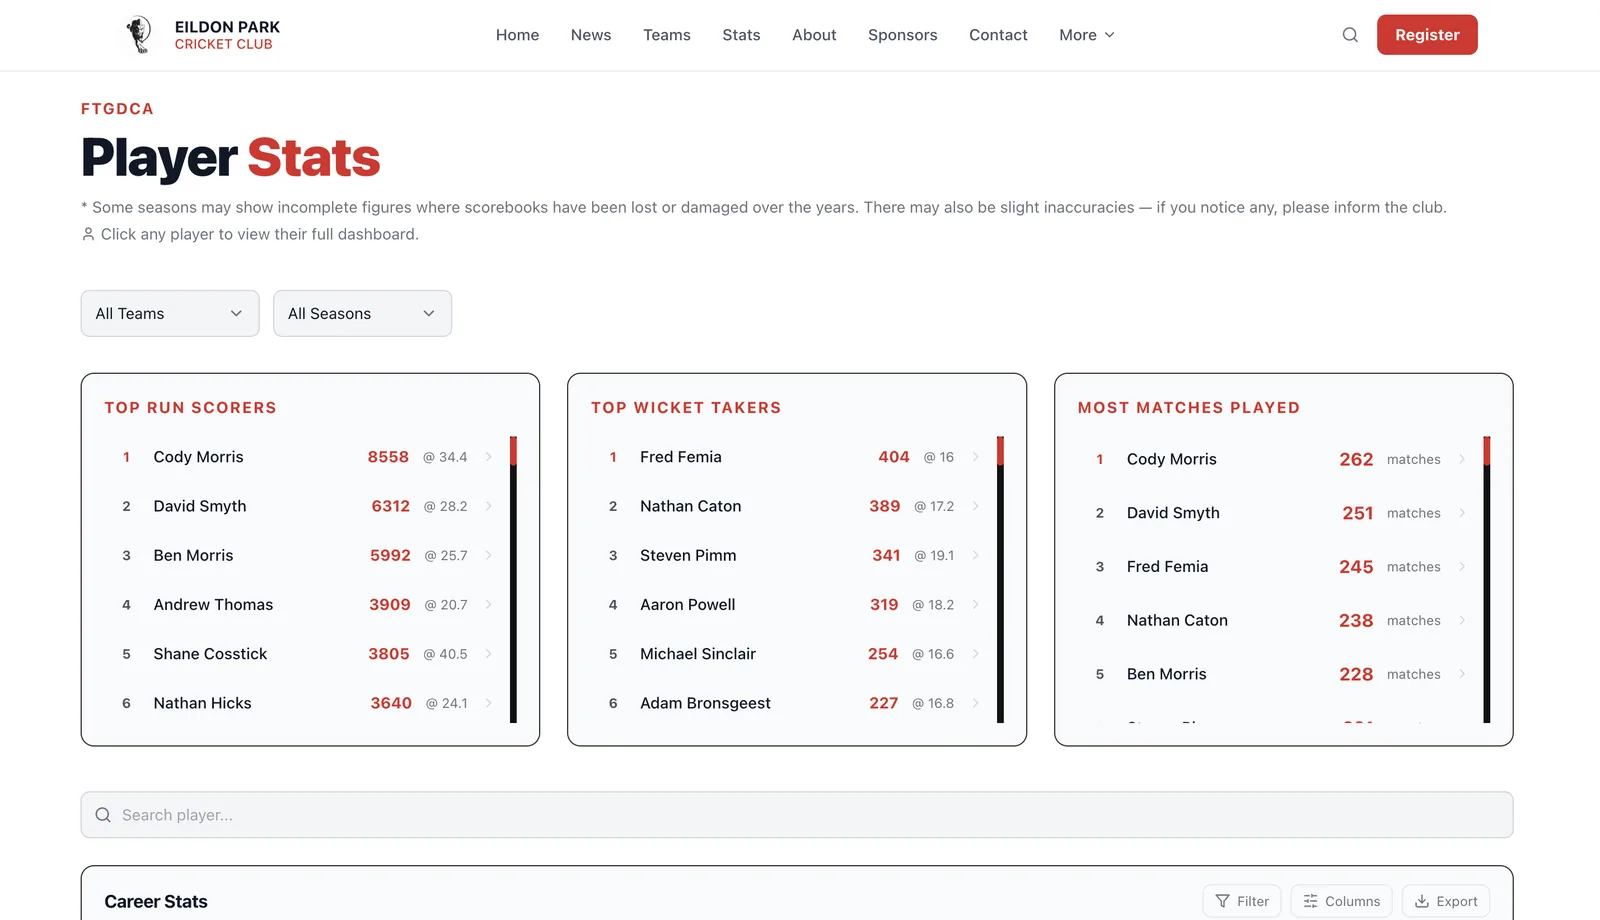 EILDON PARK
CRICKET CLUB
Home
News
Teams
Stats
About
Sponsors
Contact
More
Register
FTGDCA
Player Stats
* Some seasons may show incomplete figures where scorebooks have been lost or damaged over the years. There may also be slight inaccuracies — if you notice any, please inform the club.
Click any player to view their full dashboard.
All Teams
All Seasons
TOP RUN SCORERS
1 Cody Morris 8558 @ 34.4
2 David Smyth 6312 @ 28.2
3 Ben Morris 5992 @ 25.7
4 Andrew Thomas 3909 @ 20.7
5 Shane Cosstick 3805 @ 40.5
6 Nathan Hicks 3640 @ 24.1
TOP WICKET TAKERS
1 Fred Femia 404 @ 16
2 Nathan Caton 389 @ 17.2
3 Steven Pimm 341 @ 19.1
4 Aaron Powell 319 @ 18.2
5 Michael Sinclair 254 @ 16.6
6 Adam Bronsgeest 227 @ 16.8
MOST MATCHES PLAYED
1 Cody Morris 262 matches
2 David Smyth 251 matches
3 Fred Femia 245 matches
4 Nathan Caton 238 matches
5 Ben Morris 228 matches
Search player...
Career Stats
Filter
Columns
Export